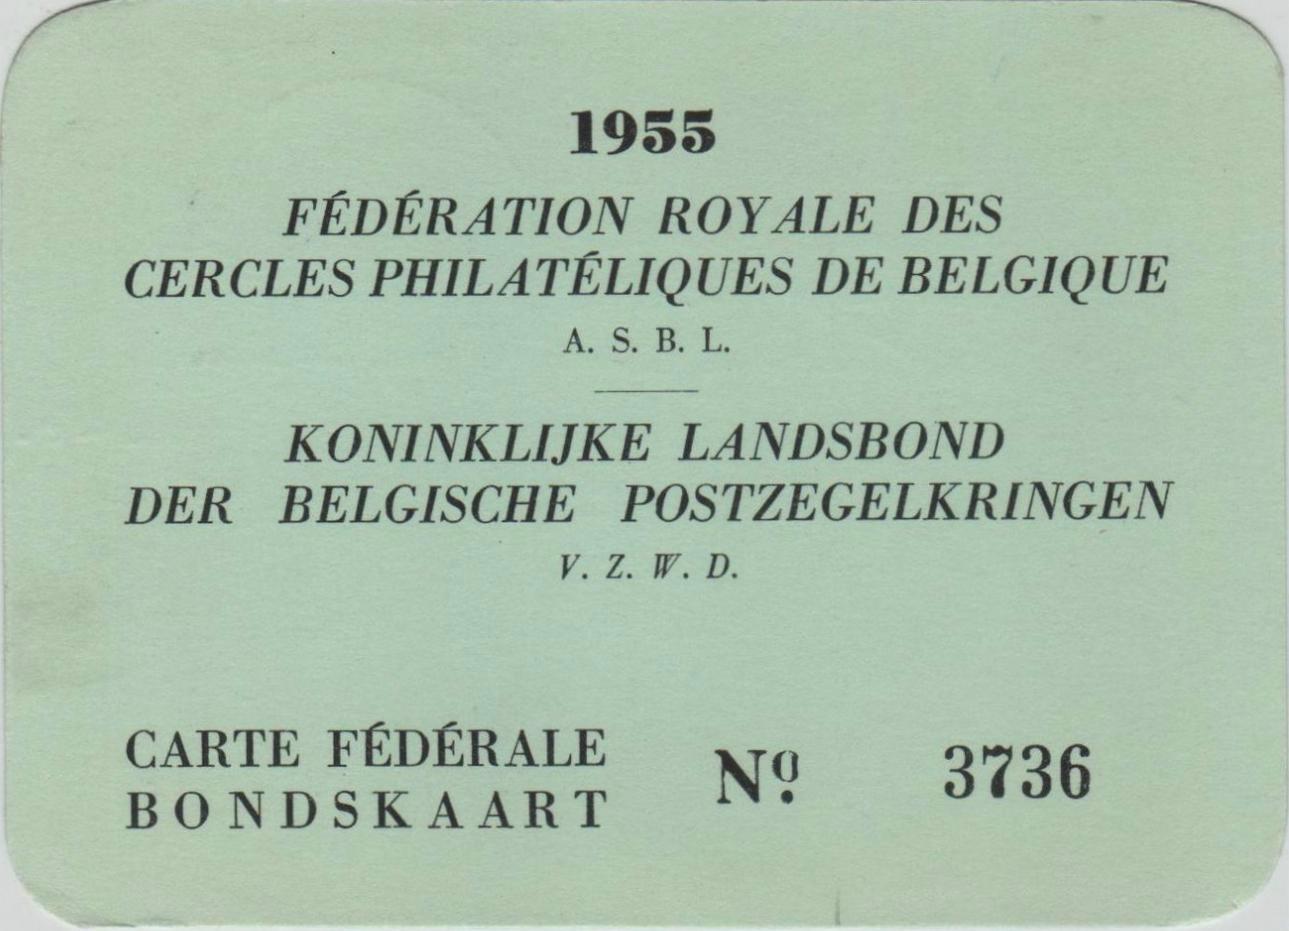 1955
FÉDÉRATION ROYALE DES
CERCLES PHILATÉLIQUES DE BELGIQUE
A. S. B. L.
KONINKLIJKE LANDSBOND
DER BELGISCHE POSTZEGELKRINGEN
V. Z. W. D.
CARTE FÉDÉRALE
BONDSKAART
Nº 3736